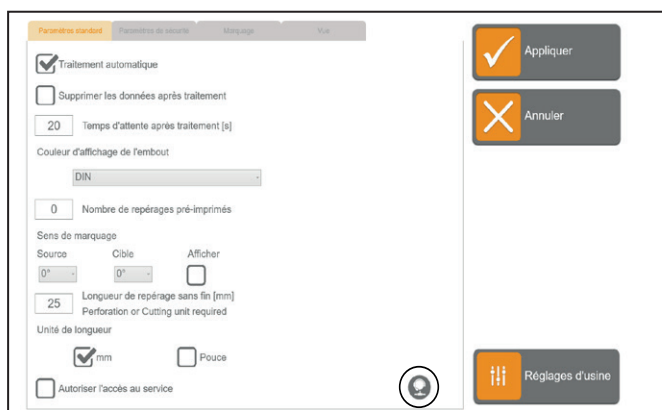 Paramètres standard Paramètres de sécurité Marquage Vue
Traitement automatique
Supprimer les données après traitement
20 Temps d'attente après traitement [s]
Couleur d'affichage de l'embout
DIN
0 Nombre de repérages pré-imprimés
Sens de marquage
Source Cible Afficher
0° 0°
25 Longueur de repérage sans fin [mm]
Perforation or Cutting unit required
Unité de longueur
mm Pouce
Autoriser l'accès au service
Appliquer
Annuler
Réglages d'usine